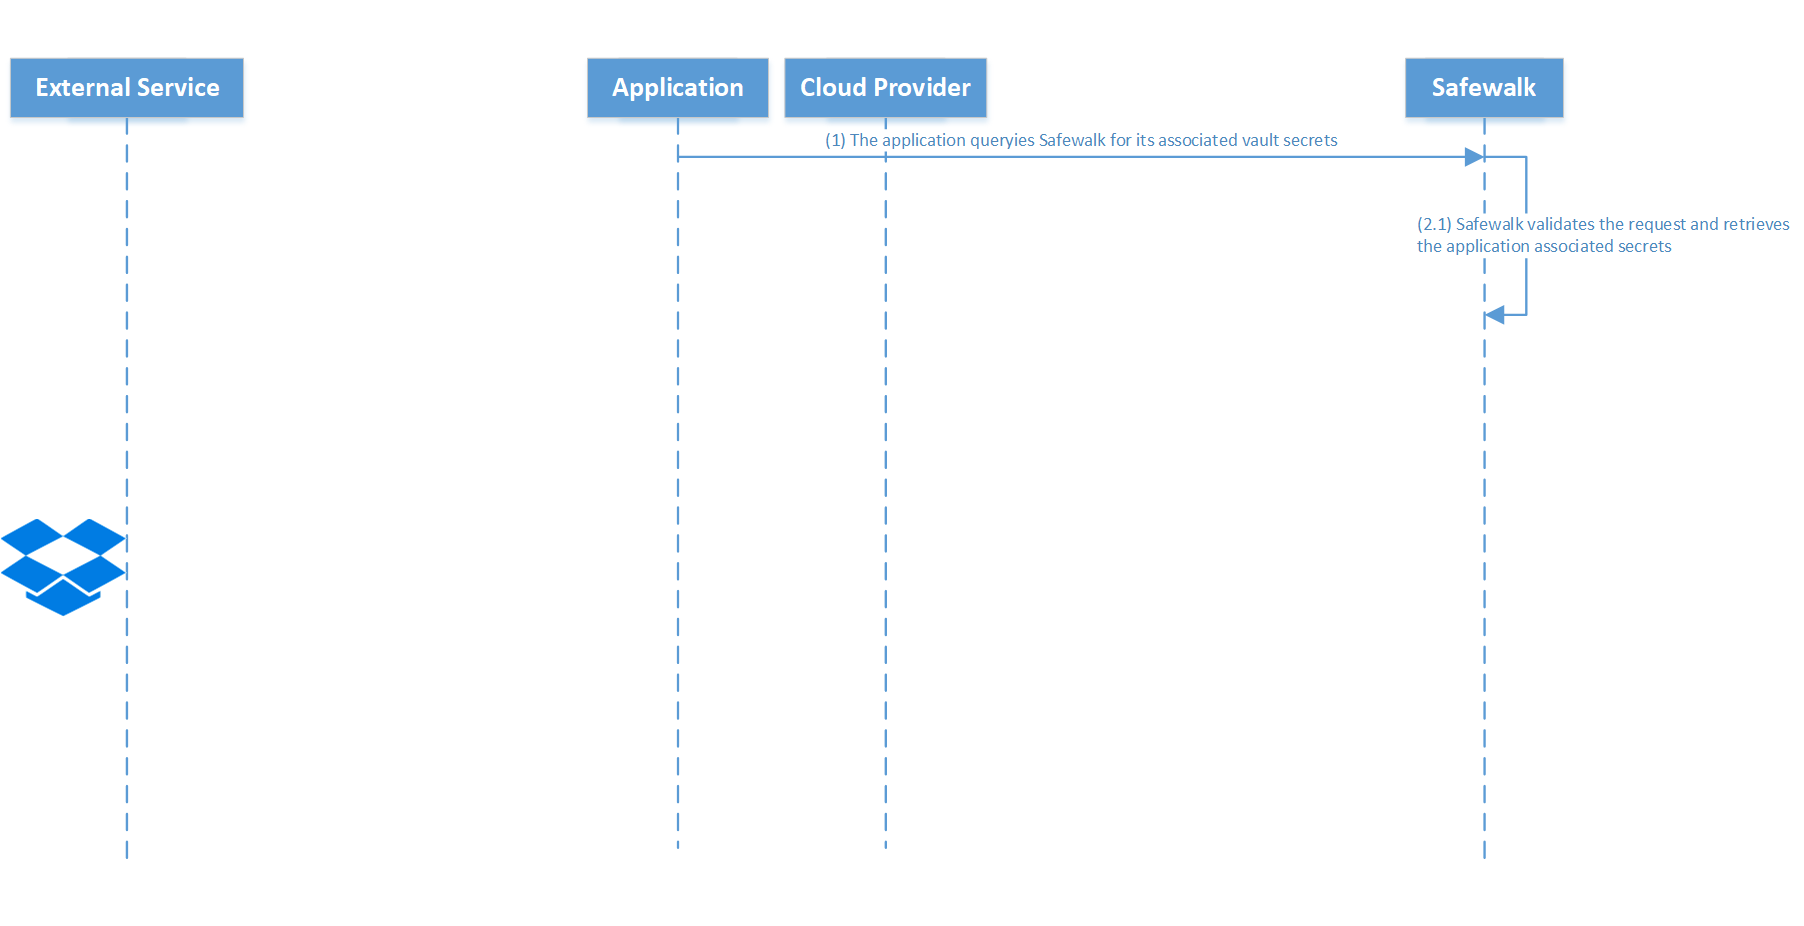 External Service
Application
Cloud Provider
Safewalk
(1) The application queryies Safewalk for its associated vault secrets
(2.1) Safewalk validates the request and retrieves
the application associated secrets